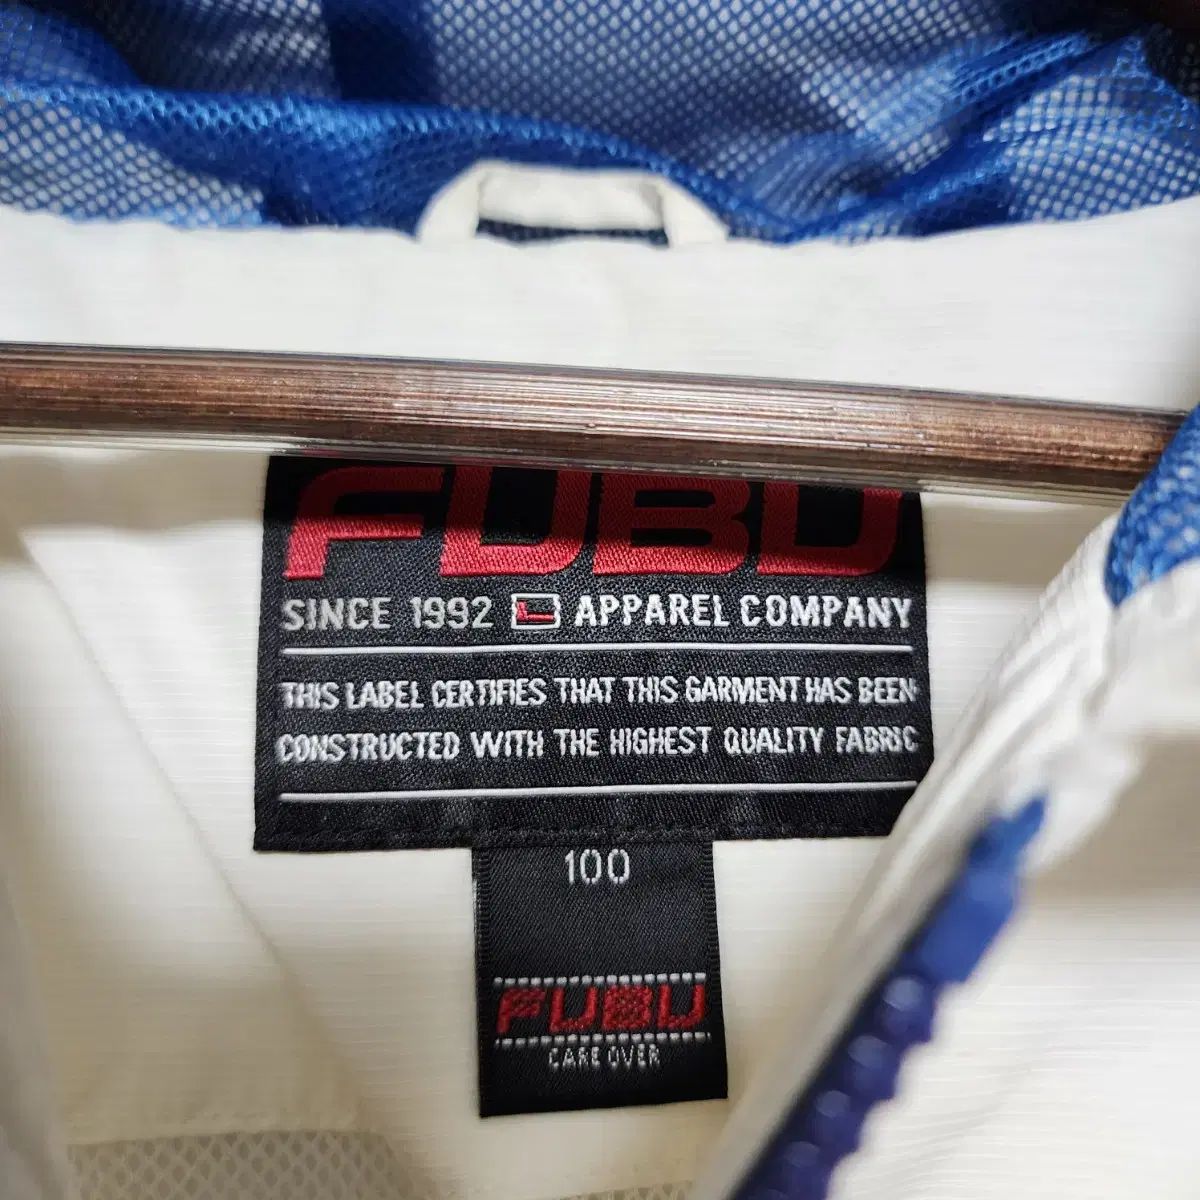 FUBU
SINCE 1992 APPAREL COMPANY
THIS LABEL CERTIFIES THAT THIS GARMENT HAS BEEN
CONSTRUCTED WITH THE HIGHEST QUALITY FABRIC
100
FUBU
CARE OVER